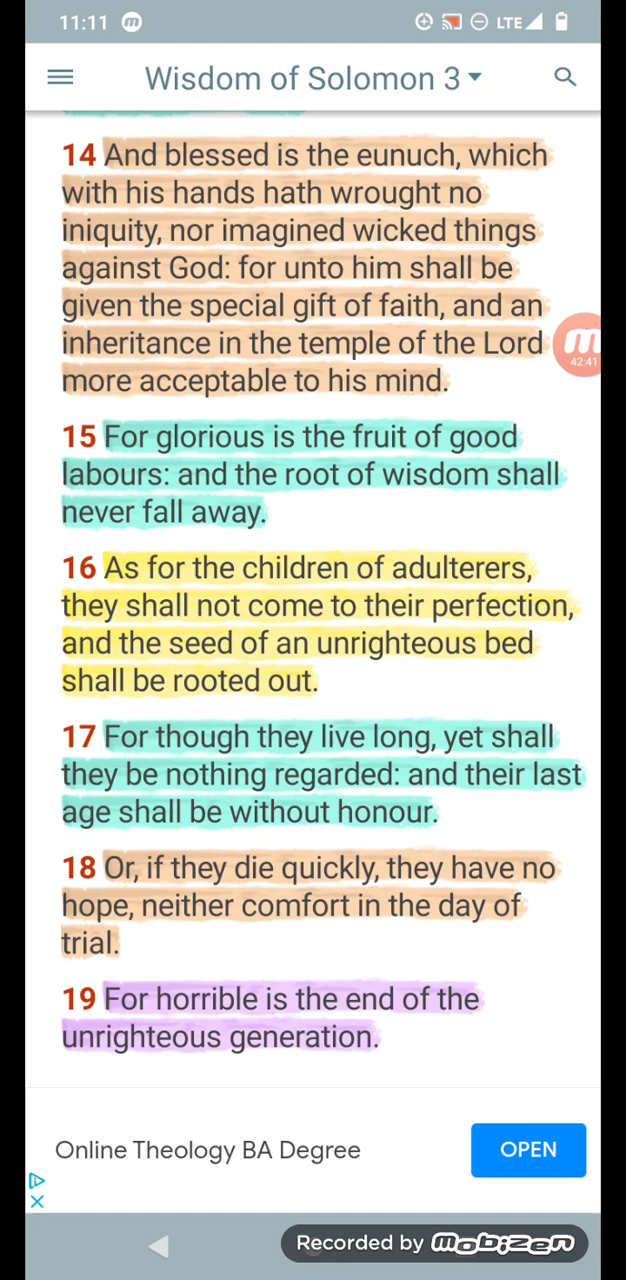 11:11 m LTE
Wisdom of Solomon 3
14 And blessed is the eunuch, which
with his hands hath wrought no
iniquity, nor imagined wicked things
against God: for unto him shall be
given the special gift of faith, and an
inheritance in the temple of the Lord
more acceptable to his mind.
m
42:41
15 For glorious is the fruit of good
labours: and the root of wisdom shall
never fall away.
16 As for the children of adulterers,
they shall not come to their perfection,
and the seed of an unrighteous bed
shall be rooted out.
17 For though they live long, yet shall
they be nothing regarded: and their last
age shall be without honour.
18 Or, if they die quickly, they have no
hope, neither comfort in the day of
trial.
19 For horrible is the end of the
unrighteous generation.
Online Theology BA Degree
OPEN
Recorded by mobizen